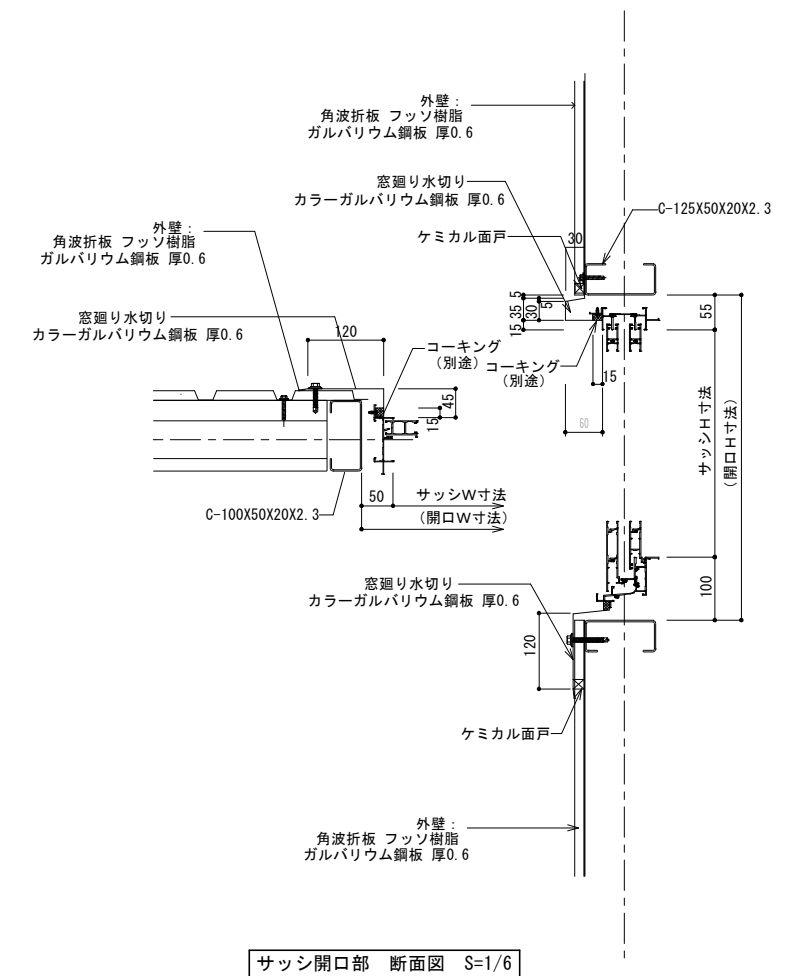 外壁：
角波折板 フッソ樹脂
ガルバリウム鋼板 厚0.6
窓廻り水切り
カラーガルバリウム鋼板 厚0.6
C-125X50X20X2.3
ケミカル面戸
30
外壁：
角波折板 フッソ樹脂
ガルバリウム鋼板 厚0.6
窓廻り水切り
カラーガルバリウム鋼板 厚0.6
120
5
35
30
5
15
55
コーキング
（別途）
コーキング
（別途）
15
45
15
60
サッシH寸法
（開口H寸法）
50
サッシW寸法
（開口W寸法）
C-100X50X20X2.3
窓廻り水切り
カラーガルバリウム鋼板 厚0.6
100
120
ケミカル面戸
外壁：
角波折板 フッソ樹脂
ガルバリウム鋼板 厚0.6
サッシ開口部　断面図　S=1/6